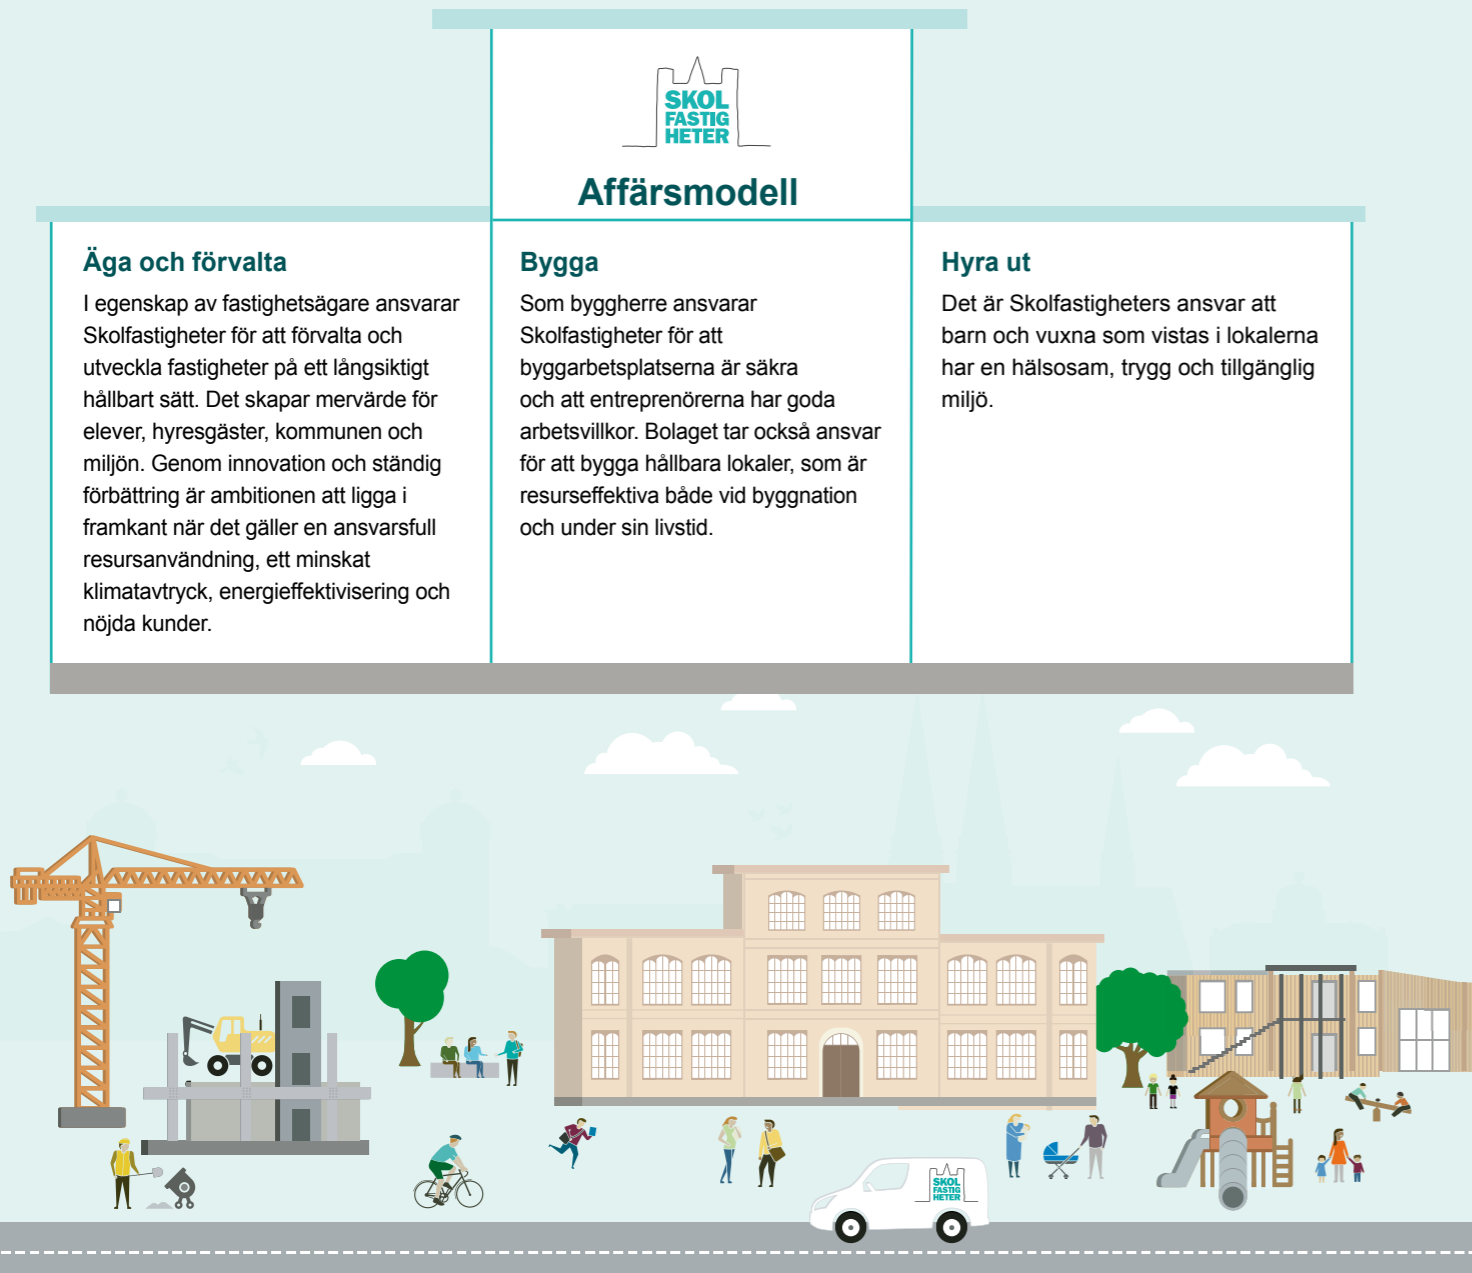 SKOL
FASTIG
HETER
Affärsmodell
Äga och förvalta
I egenskap av fastighetsägare ansvarar
Skolfastigheter för att förvalta och
utveckla fastigheter på ett långsiktigt
hållbart sätt. Det skapar mervärde för
elever, hyresgäster, kommunen och
miljön. Genom innovation och ständig
förbättring är ambitionen att ligga i
framkant när det gäller en ansvarsfull
resursanvändning, ett minskat
klimatavtryck, energieffektivisering och
nöjda kunder.
Bygga
Som byggherre ansvarar
Skolfastigheter för att
byggarbetsplatserna är säkra
och att entreprenörerna har goda
arbetsvillkor. Bolaget tar också ansvar
för att bygga hållbara lokaler, som är
resurseffektiva både vid byggnation
och under sin livstid.
Hyra ut
Det är Skolfastigheters ansvar att
barn och vuxna som vistas i lokalerna
har en hälsosam, trygg och tillgänglig
miljö.
SKOL
FASTIG
HETER